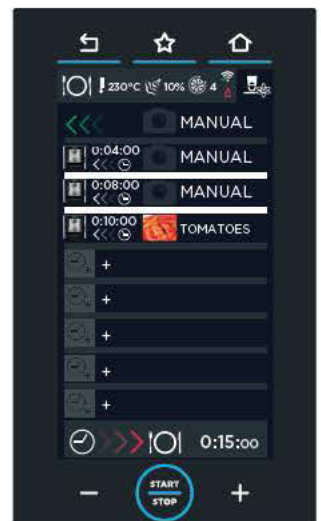 230°C 10% 4
MANUAL
0:04:00 MANUAL
0:08:00 MANUAL
0:10:00 TOMATOES
+
+
+
+
+
0:15:00
− START +
STOP